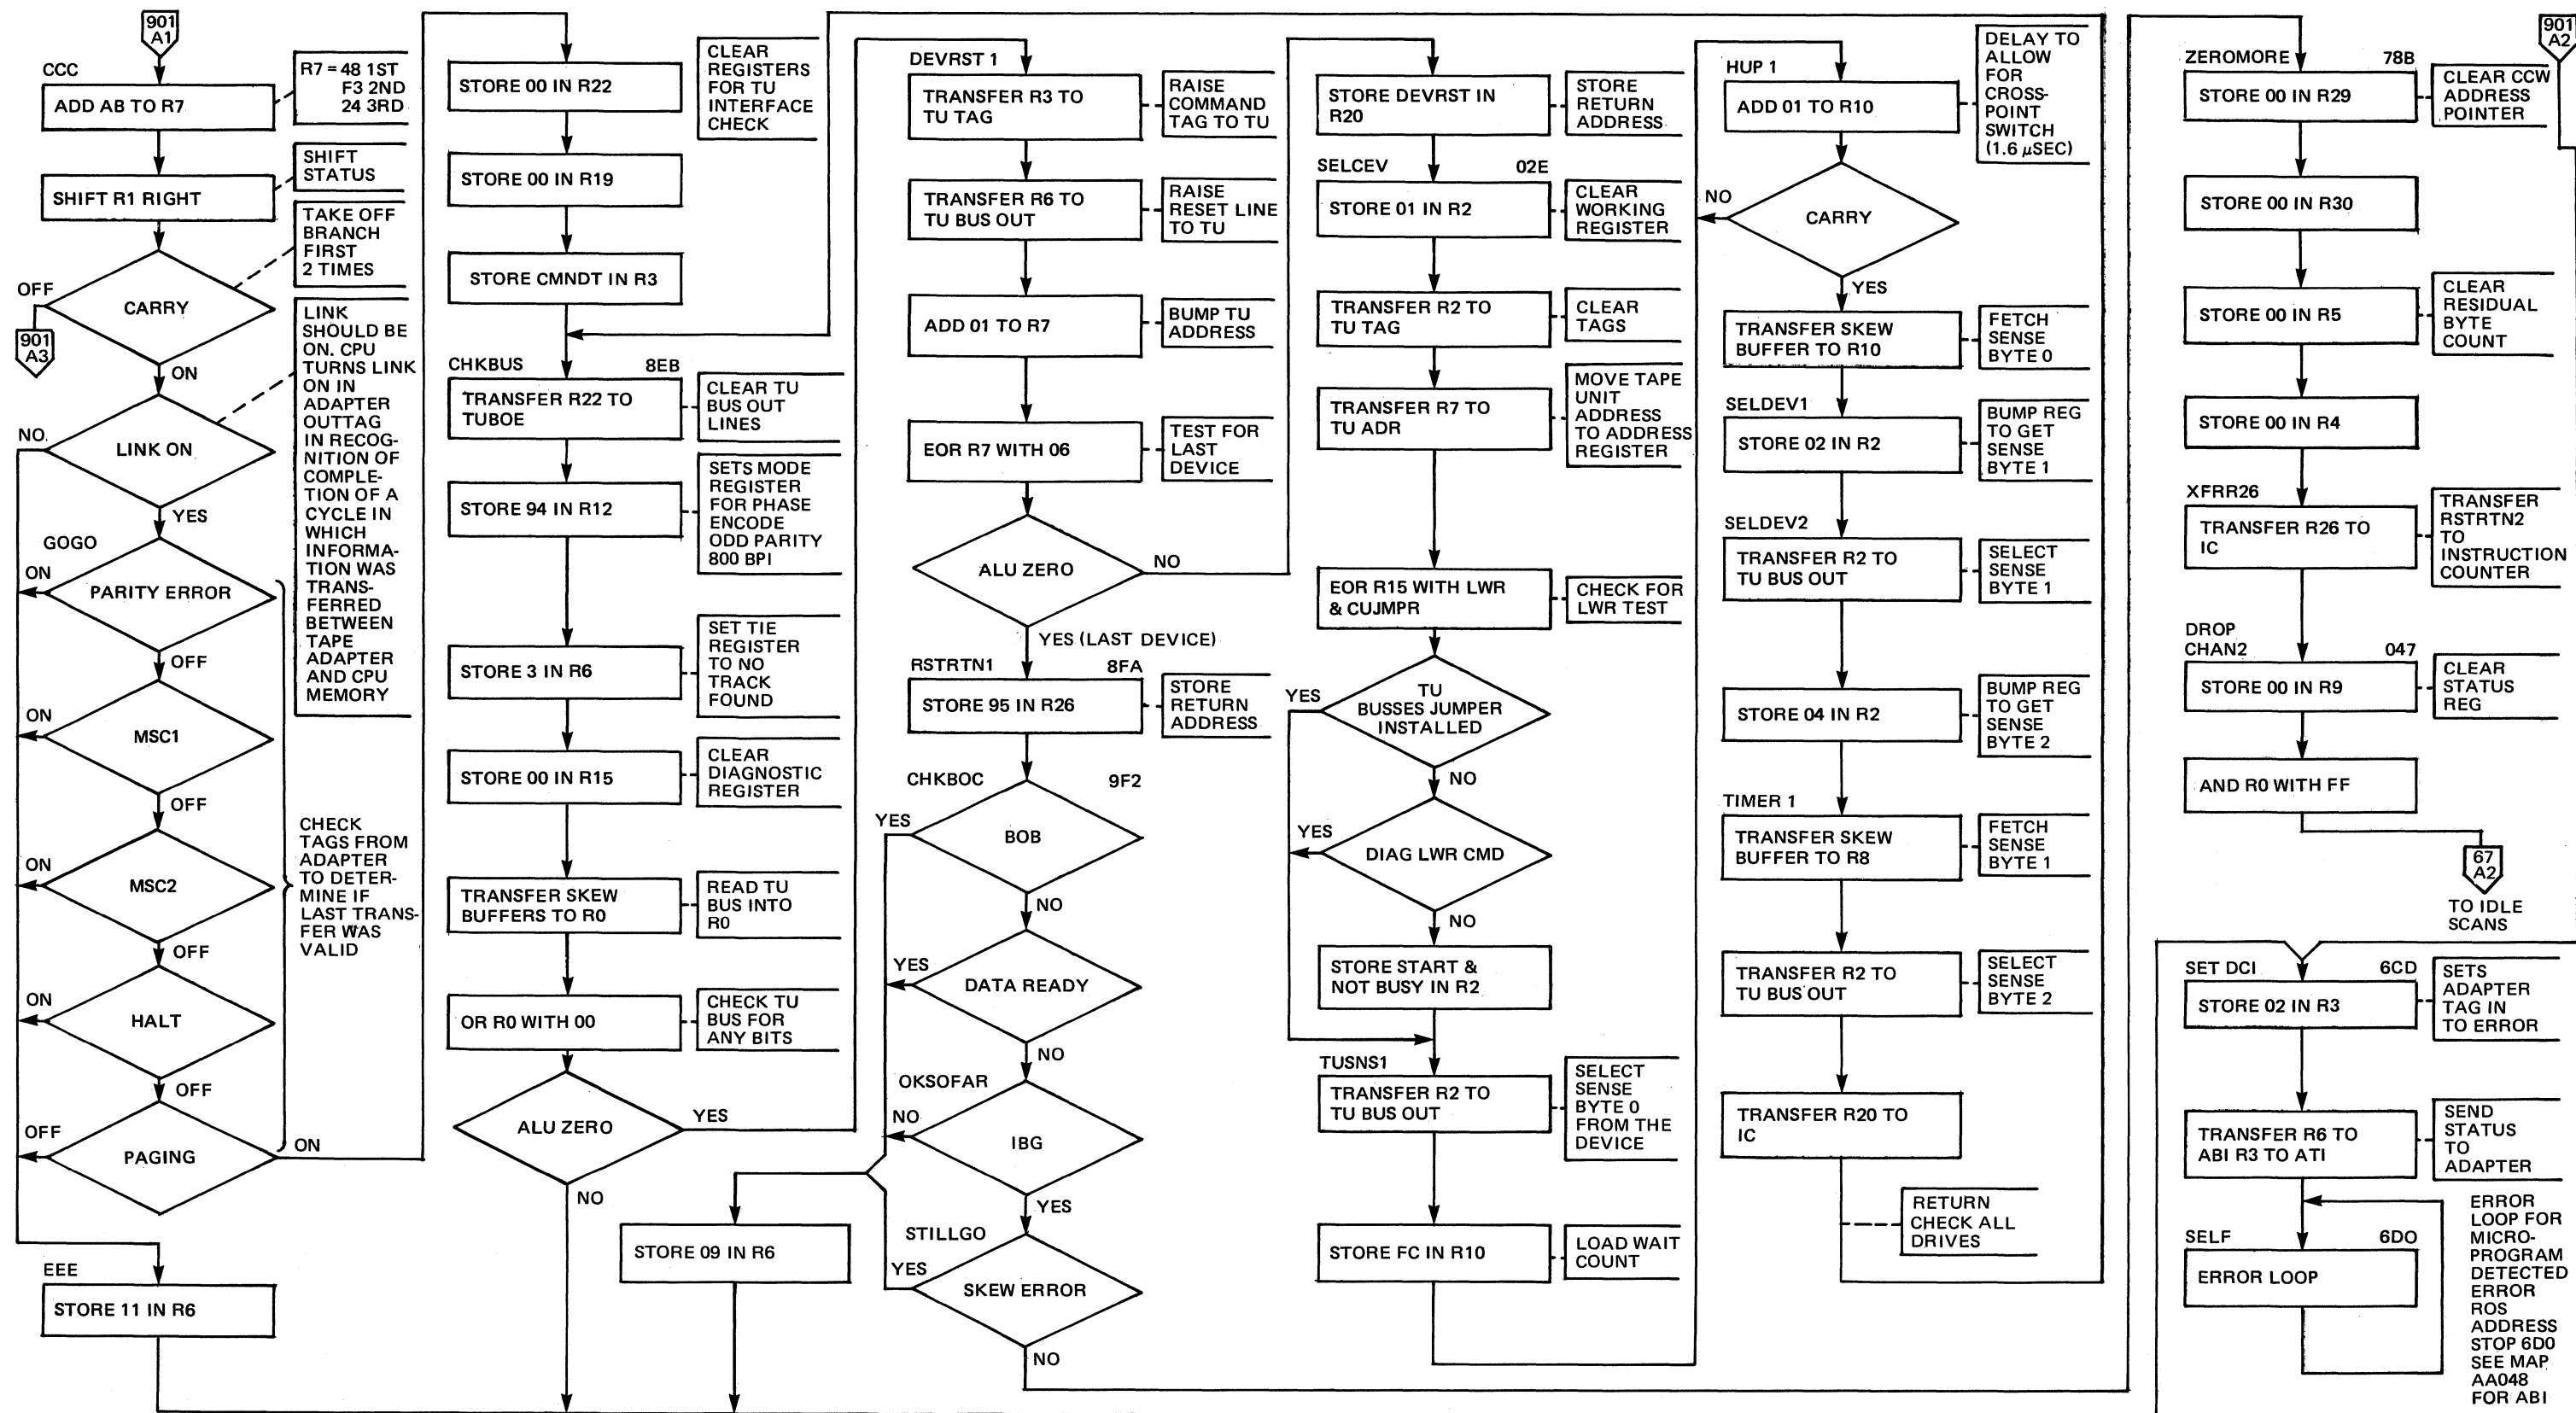 901
A1
CCC
ADD AB TO R7
R7 = 48 1ST
F3 2ND
24 3RD
SHIFT R1 RIGHT
SHIFT
STATUS
TAKE OFF
BRANCH
FIRST
2 TIMES
OFF
CARRY
901
A3
ON
LINK
SHOULD BE
ON. CPU
TURNS LINK
ON IN
ADAPTER
OUTTAG
IN RECOG-
NITION OF
COMPLE-
TION OF A
CYCLE IN
WHICH
INFORMA-
TION WAS
TRANS-
FERRED
BETWEEN
TAPE
ADAPTER
AND CPU
MEMORY
NO.
LINK ON
YES
GOGO
ON
PARITY ERROR
OFF
ON
MSC1
OFF
ON
MSC2
OFF
CHECK
TAGS FROM
ADAPTER
TO DETER-
MINE IF
LAST TRANS-
FER WAS
VALID
ON
HALT
OFF
OFF
PAGING
ON
EEE
STORE 11 IN R6
STORE 00 IN R22
CLEAR
REGISTERS
FOR TU
INTERFACE
CHECK
STORE 00 IN R19
STORE CMNDT IN R3
CHKBUS 8EB
TRANSFER R22 TO
TUBOE
CLEAR TU
BUS OUT
LINES
STORE 94 IN R12
SETS MODE
REGISTER
FOR PHASE
ENCODE
ODD PARITY
800 BPI
STORE 3 IN R6
SET TIE
REGISTER
TO NO
TRACK
FOUND
STORE 00 IN R15
CLEAR
DIAGNOSTIC
REGISTER
TRANSFER SKEW
BUFFERS TO R0
READ TU
BUS INTO
R0
OR R0 WITH 00
CHECK TU
BUS FOR
ANY BITS
ALU ZERO
YES
NO
STORE 09 IN R6
DEVRST 1
TRANSFER R3 TO
TU TAG
RAISE
COMMAND
TAG TO TU
TRANSFER R6 TO
TU BUS OUT
RAISE
RESET LINE
TO TU
ADD 01 TO R7
BUMP TU
ADDRESS
EOR R7 WITH 06
TEST FOR
LAST
DEVICE
ALU ZERO
NO
YES (LAST DEVICE)
RSTRTN1 8FA
STORE 95 IN R26
STORE
RETURN
ADDRESS
CHKBOC 9F2
YES
BOB
NO
YES
DATA READY
NO
OKSOFAR
NO
IBG
YES
STILLGO
YES
SKEW ERROR
NO
STORE DEVRST IN
R20
STORE
RETURN
ADDRESS
SELCEV 02E
STORE 01 IN R2
CLEAR
WORKING
REGISTER
TRANSFER R2 TO
TU TAG
CLEAR
TAGS
TRANSFER R7 TO
TU ADR
MOVE TAPE
UNIT
ADDRESS
TO ADDRESS
REGISTER
EOR R15 WITH LWR
& CUJMPR
CHECK FOR
LWR TEST
YES
TU
BUSSES JUMPER
INSTALLED
NO
YES
DIAG LWR CMD
NO
STORE START &
NOT BUSY IN R2
TUSNS1
TRANSFER R2 TO
TU BUS OUT
SELECT
SENSE
BYTE 0
FROM THE
DEVICE
STORE FC IN R10
LOAD WAIT
COUNT
HUP 1
ADD 01 TO R10
DELAY TO
ALLOW
FOR
CROSS-
POINT
SWITCH
(1.6 µSEC)
NO
CARRY
YES
TRANSFER SKEW
BUFFER TO R10
FETCH
SENSE
BYTE 0
SELDEV1
STORE 02 IN R2
BUMP REG
TO GET
SENSE
BYTE 1
SELDEV2
TRANSFER R2 TO
TU BUS OUT
SELECT
SENSE
BYTE 1
STORE 04 IN R2
BUMP REG
TO GET
SENSE
BYTE 2
TIMER 1
TRANSFER SKEW
BUFFER TO R8
FETCH
SENSE
BYTE 1
TRANSFER R2 TO
TU BUS OUT
SELECT
SENSE
BYTE 2
TRANSFER R20 TO
IC
RETURN
CHECK ALL
DRIVES
901
A2
ZEROMORE 78B
STORE 00 IN R29
CLEAR CCW
ADDRESS
POINTER
STORE 00 IN R30
STORE 00 IN R5
CLEAR
RESIDUAL
BYTE
COUNT
STORE 00 IN R4
XFRR26
TRANSFER R26 TO
IC
TRANSFER
RSTRTN2
TO
INSTRUCTION
COUNTER
DROP
CHAN2 047
STORE 00 IN R9
CLEAR
STATUS
REG
AND R0 WITH FF
67
A2
TO IDLE
SCANS
SET DCI 6CD
STORE 02 IN R3
SETS
ADAPTER
TAG IN
TO ERROR
TRANSFER R6 TO
ABI R3 TO ATI
SEND
STATUS
TO
ADAPTER
SELF 6DO
ERROR LOOP
ERROR
LOOP FOR
MICRO-
PROGRAM
DETECTED
ERROR
ROS
ADDRESS
STOP 6D0
SEE MAP
AA048
FOR ABI